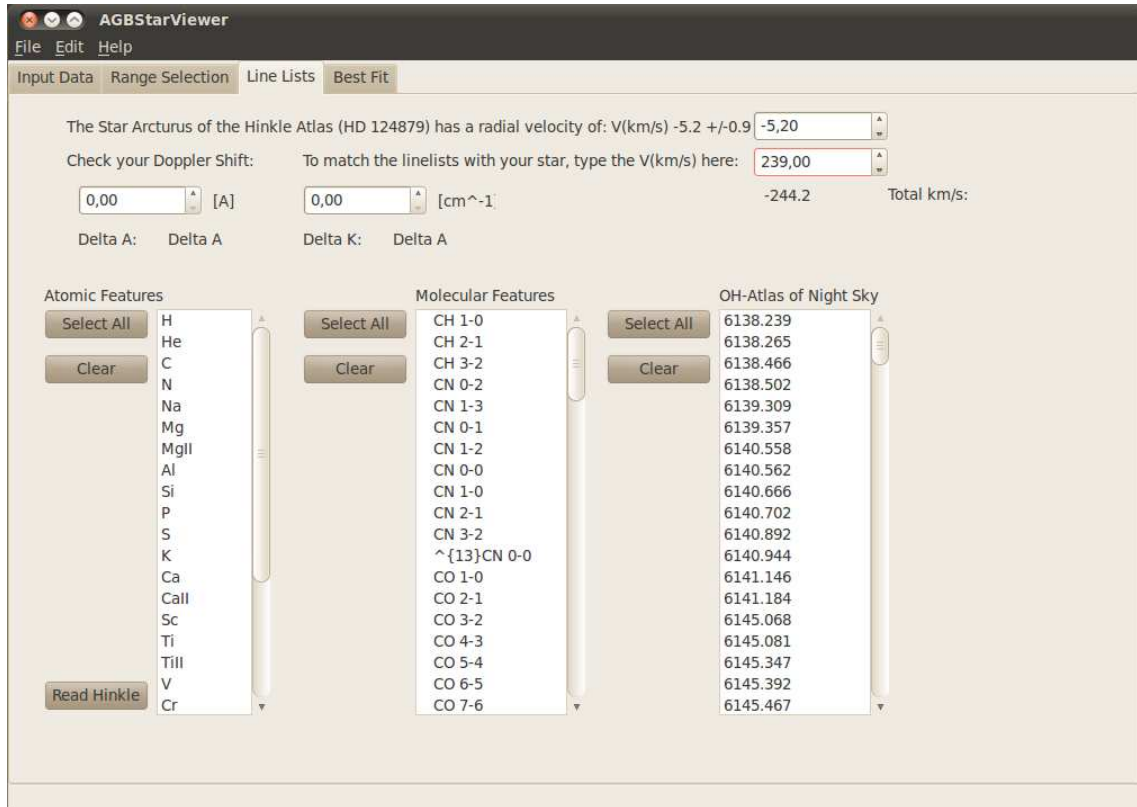 AGBStarViewer
File Edit Help
Input Data Range Selection Line Lists Best Fit
The Star Arcturus of the Hinkle Atlas (HD 124879) has a radial velocity of: V(km/s) -5.2 +/-0.9 -5,20
Check your Doppler Shift: To match the linelists with your star, type the V(km/s) here: 239,00
0,00 [A] 0,00 [cm^-1] -244.2 Total km/s:
Delta A: Delta A Delta K: Delta A
Atomic Features
Select All
Clear
Read Hinkle
H
He
C
N
Na
Mg
MgII
Al
Si
P
S
K
Ca
CaII
Sc
Ti
TiII
V
Cr
Molecular Features
Select All
Clear
CH 1-0
CH 2-1
CH 3-2
CN 0-2
CN 1-3
CN 0-1
CN 1-2
CN 0-0
CN 1-0
CN 2-1
CN 3-2
^{13}CN 0-0
CO 1-0
CO 2-1
CO 3-2
CO 4-3
CO 5-4
CO 6-5
CO 7-6
OH-Atlas of Night Sky
Select All
Clear
6138.239
6138.265
6138.466
6138.502
6139.309
6139.357
6140.558
6140.562
6140.666
6140.702
6140.892
6140.944
6141.146
6141.184
6145.068
6145.081
6145.347
6145.392
6145.467